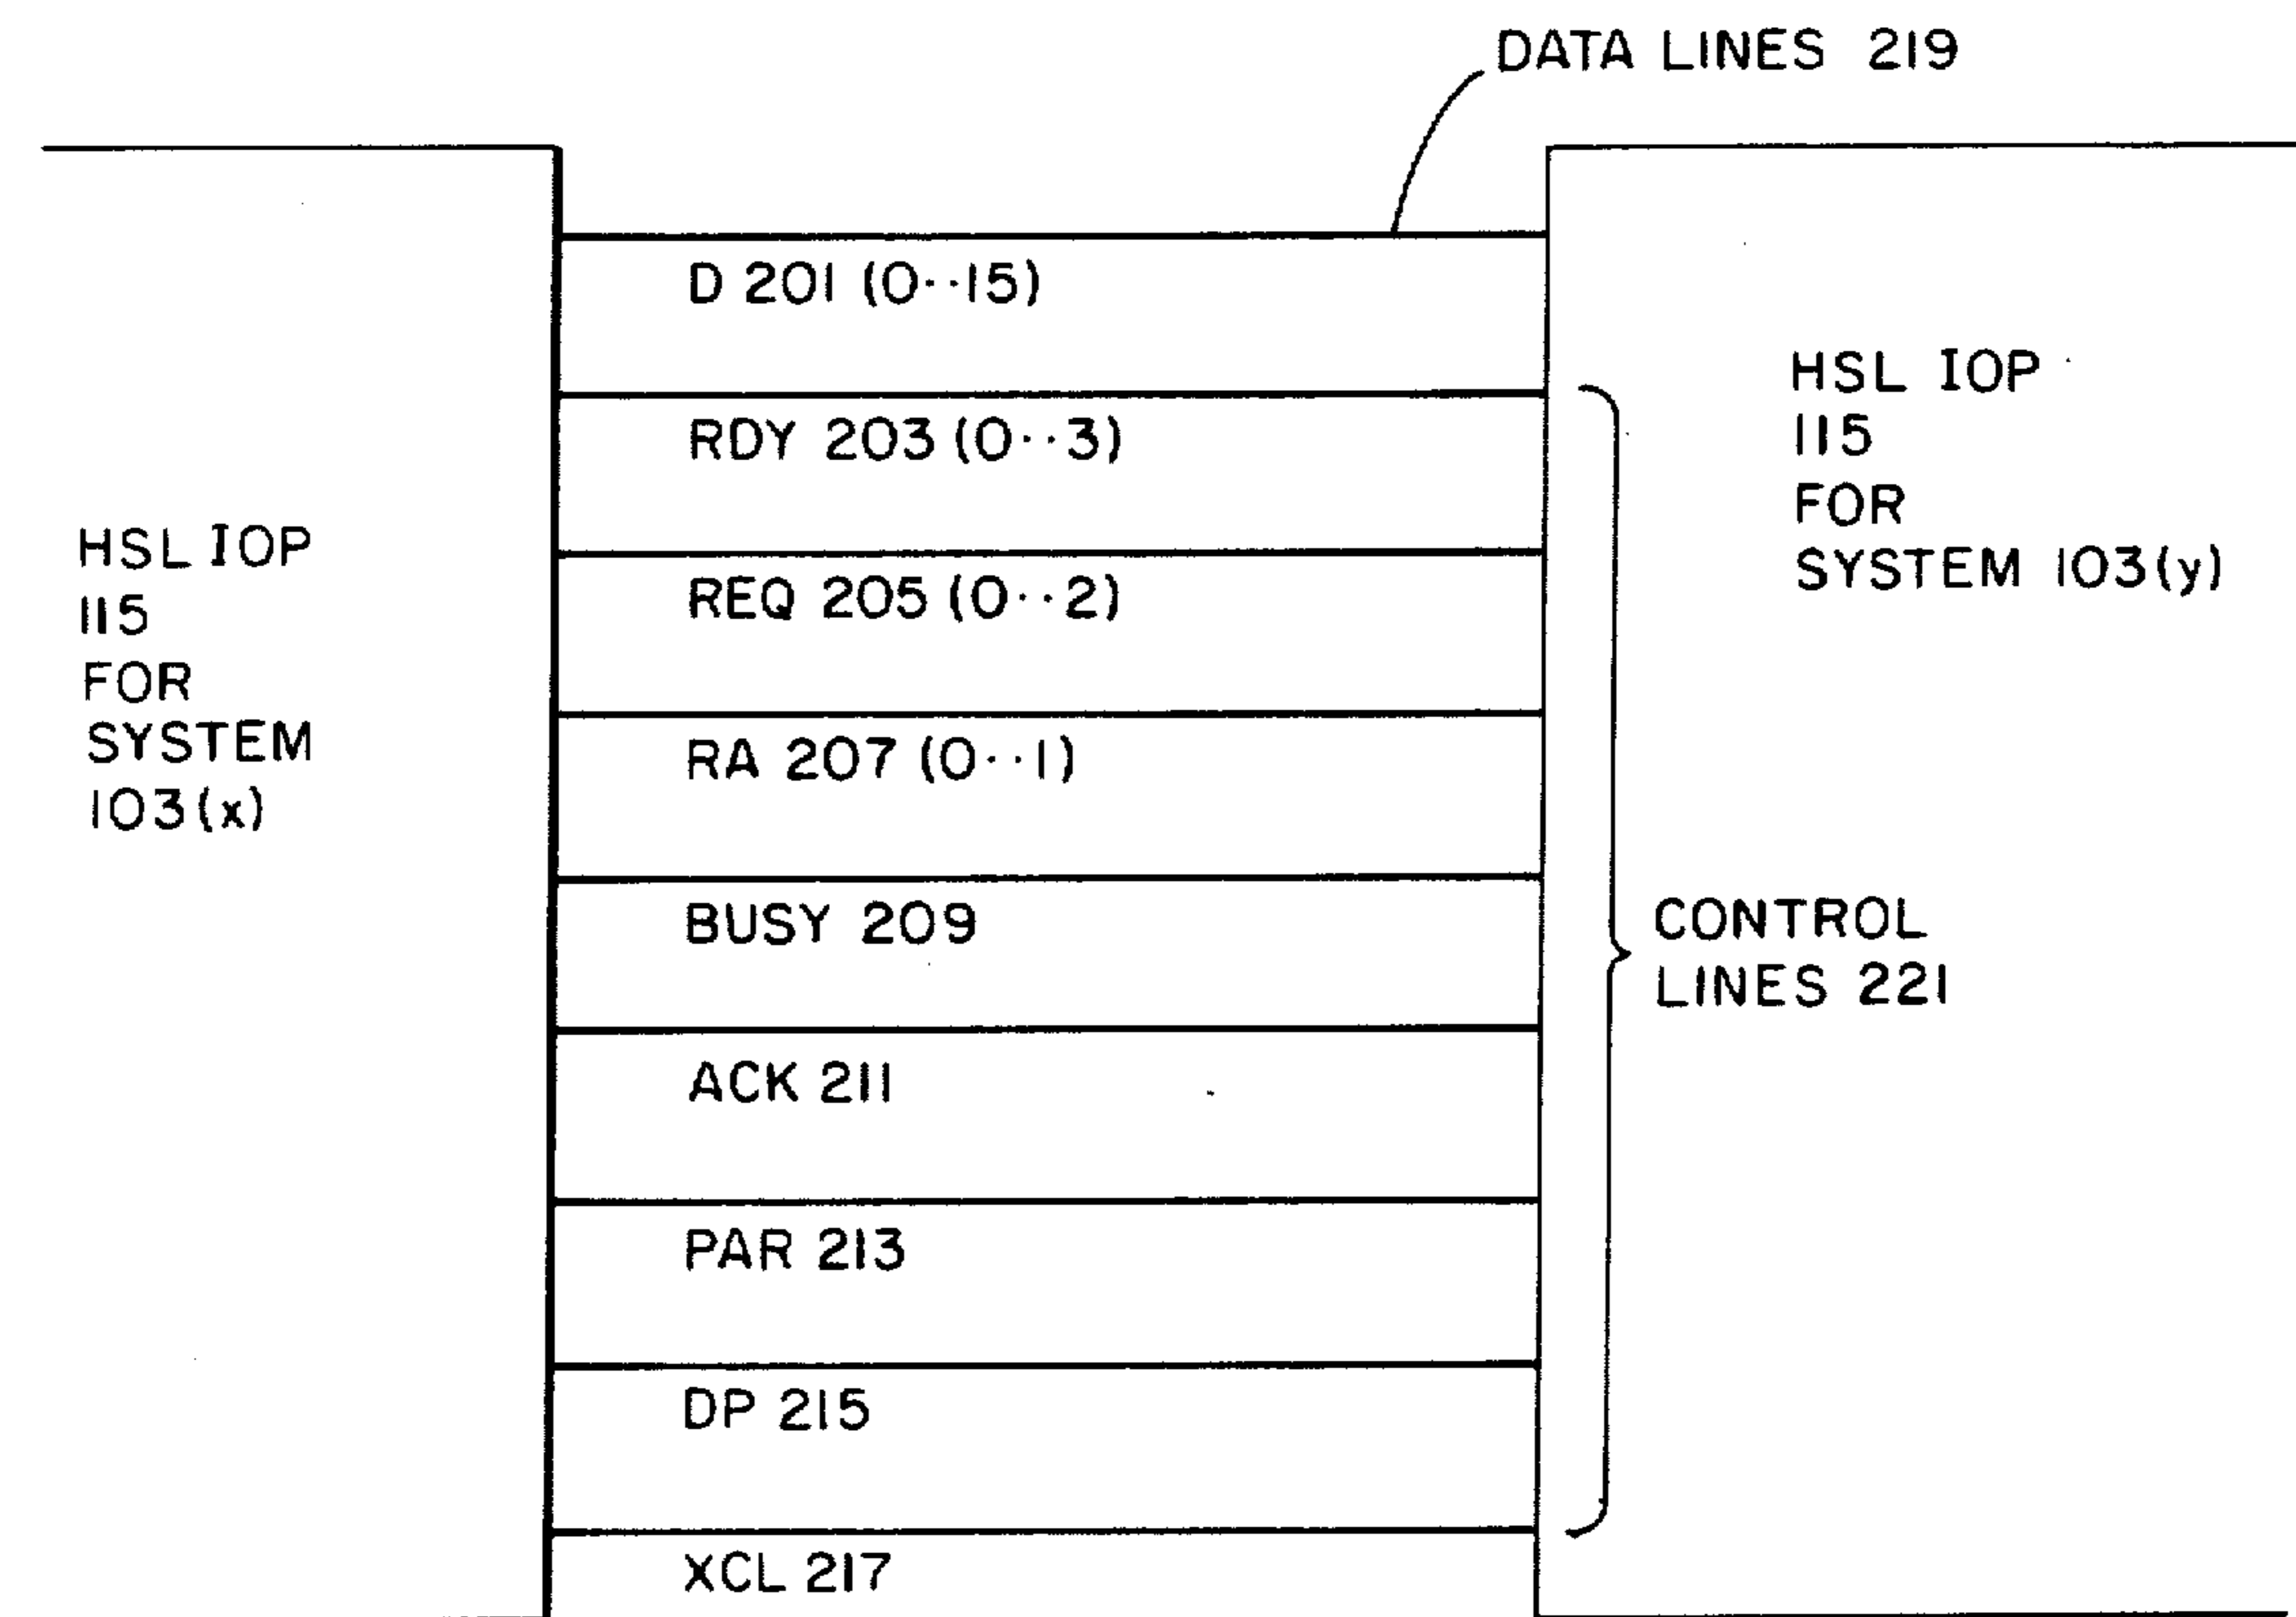 DATA LINES 219
HSL IOP
115
FOR
SYSTEM
103(x)
D 201 (0··15)
RDY 203 (0··3)
REQ 205 (0··2)
RA 207 (0··1)
BUSY 209
ACK 211
PAR 213
DP 215
XCL 217
HSL IOP
115
FOR
SYSTEM 103(y)
CONTROL
LINES 221